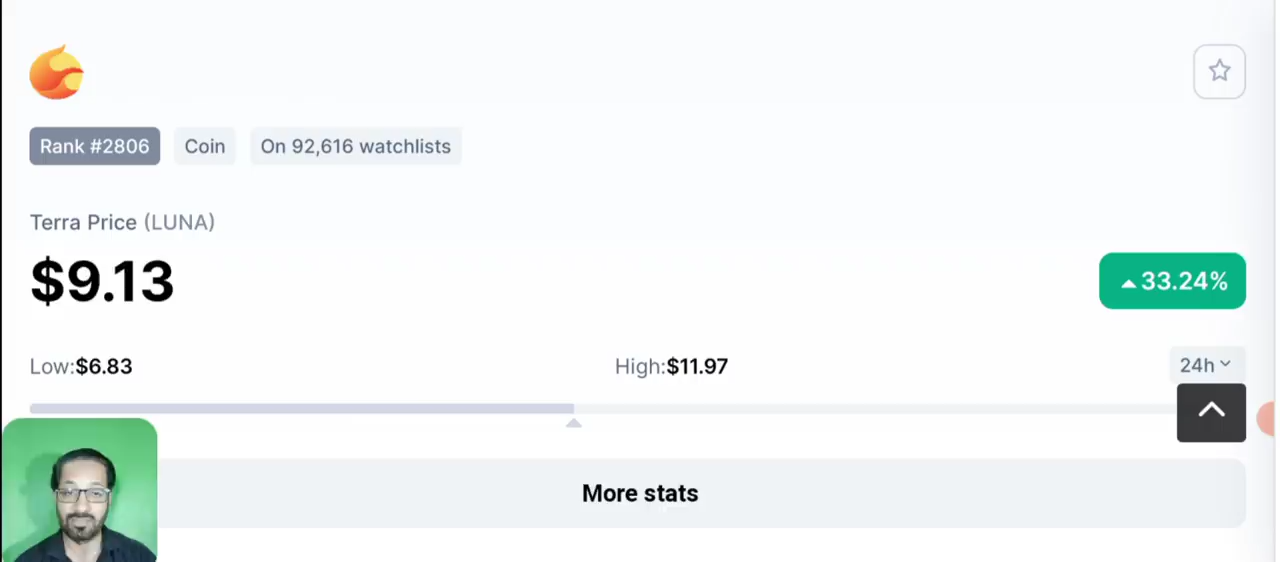 Rank #2806 Coin On 92,616 watchlists
Terra Price (LUNA)
$9.13 33.24%
Low:$6.83 High:$11.97 24h
More stats